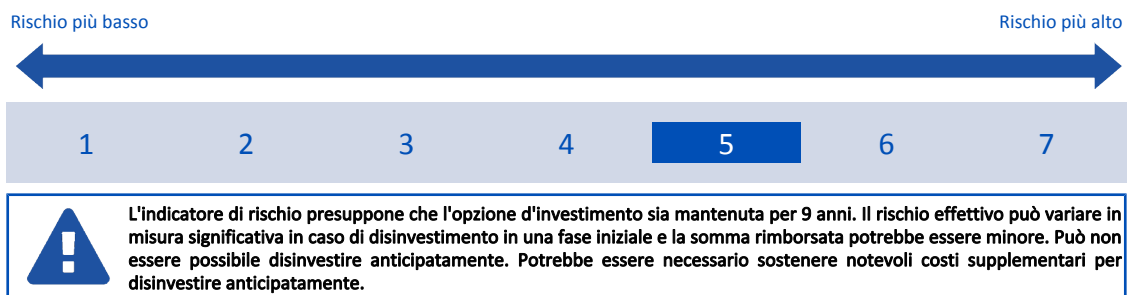 Rischio più basso Rischio più alto
1 2 3 4 5 6 7
L'indicatore di rischio presuppone che l'opzione d'investimento sia mantenuta per 9 anni. Il rischio effettivo può variare in
misura significativa in caso di disinvestimento in una fase iniziale e la somma rimborsata potrebbe essere minore. Può non
essere possibile disinvestire anticipatamente. Potrebbe essere necessario sostenere notevoli costi supplementari per
disinvestire anticipatamente.